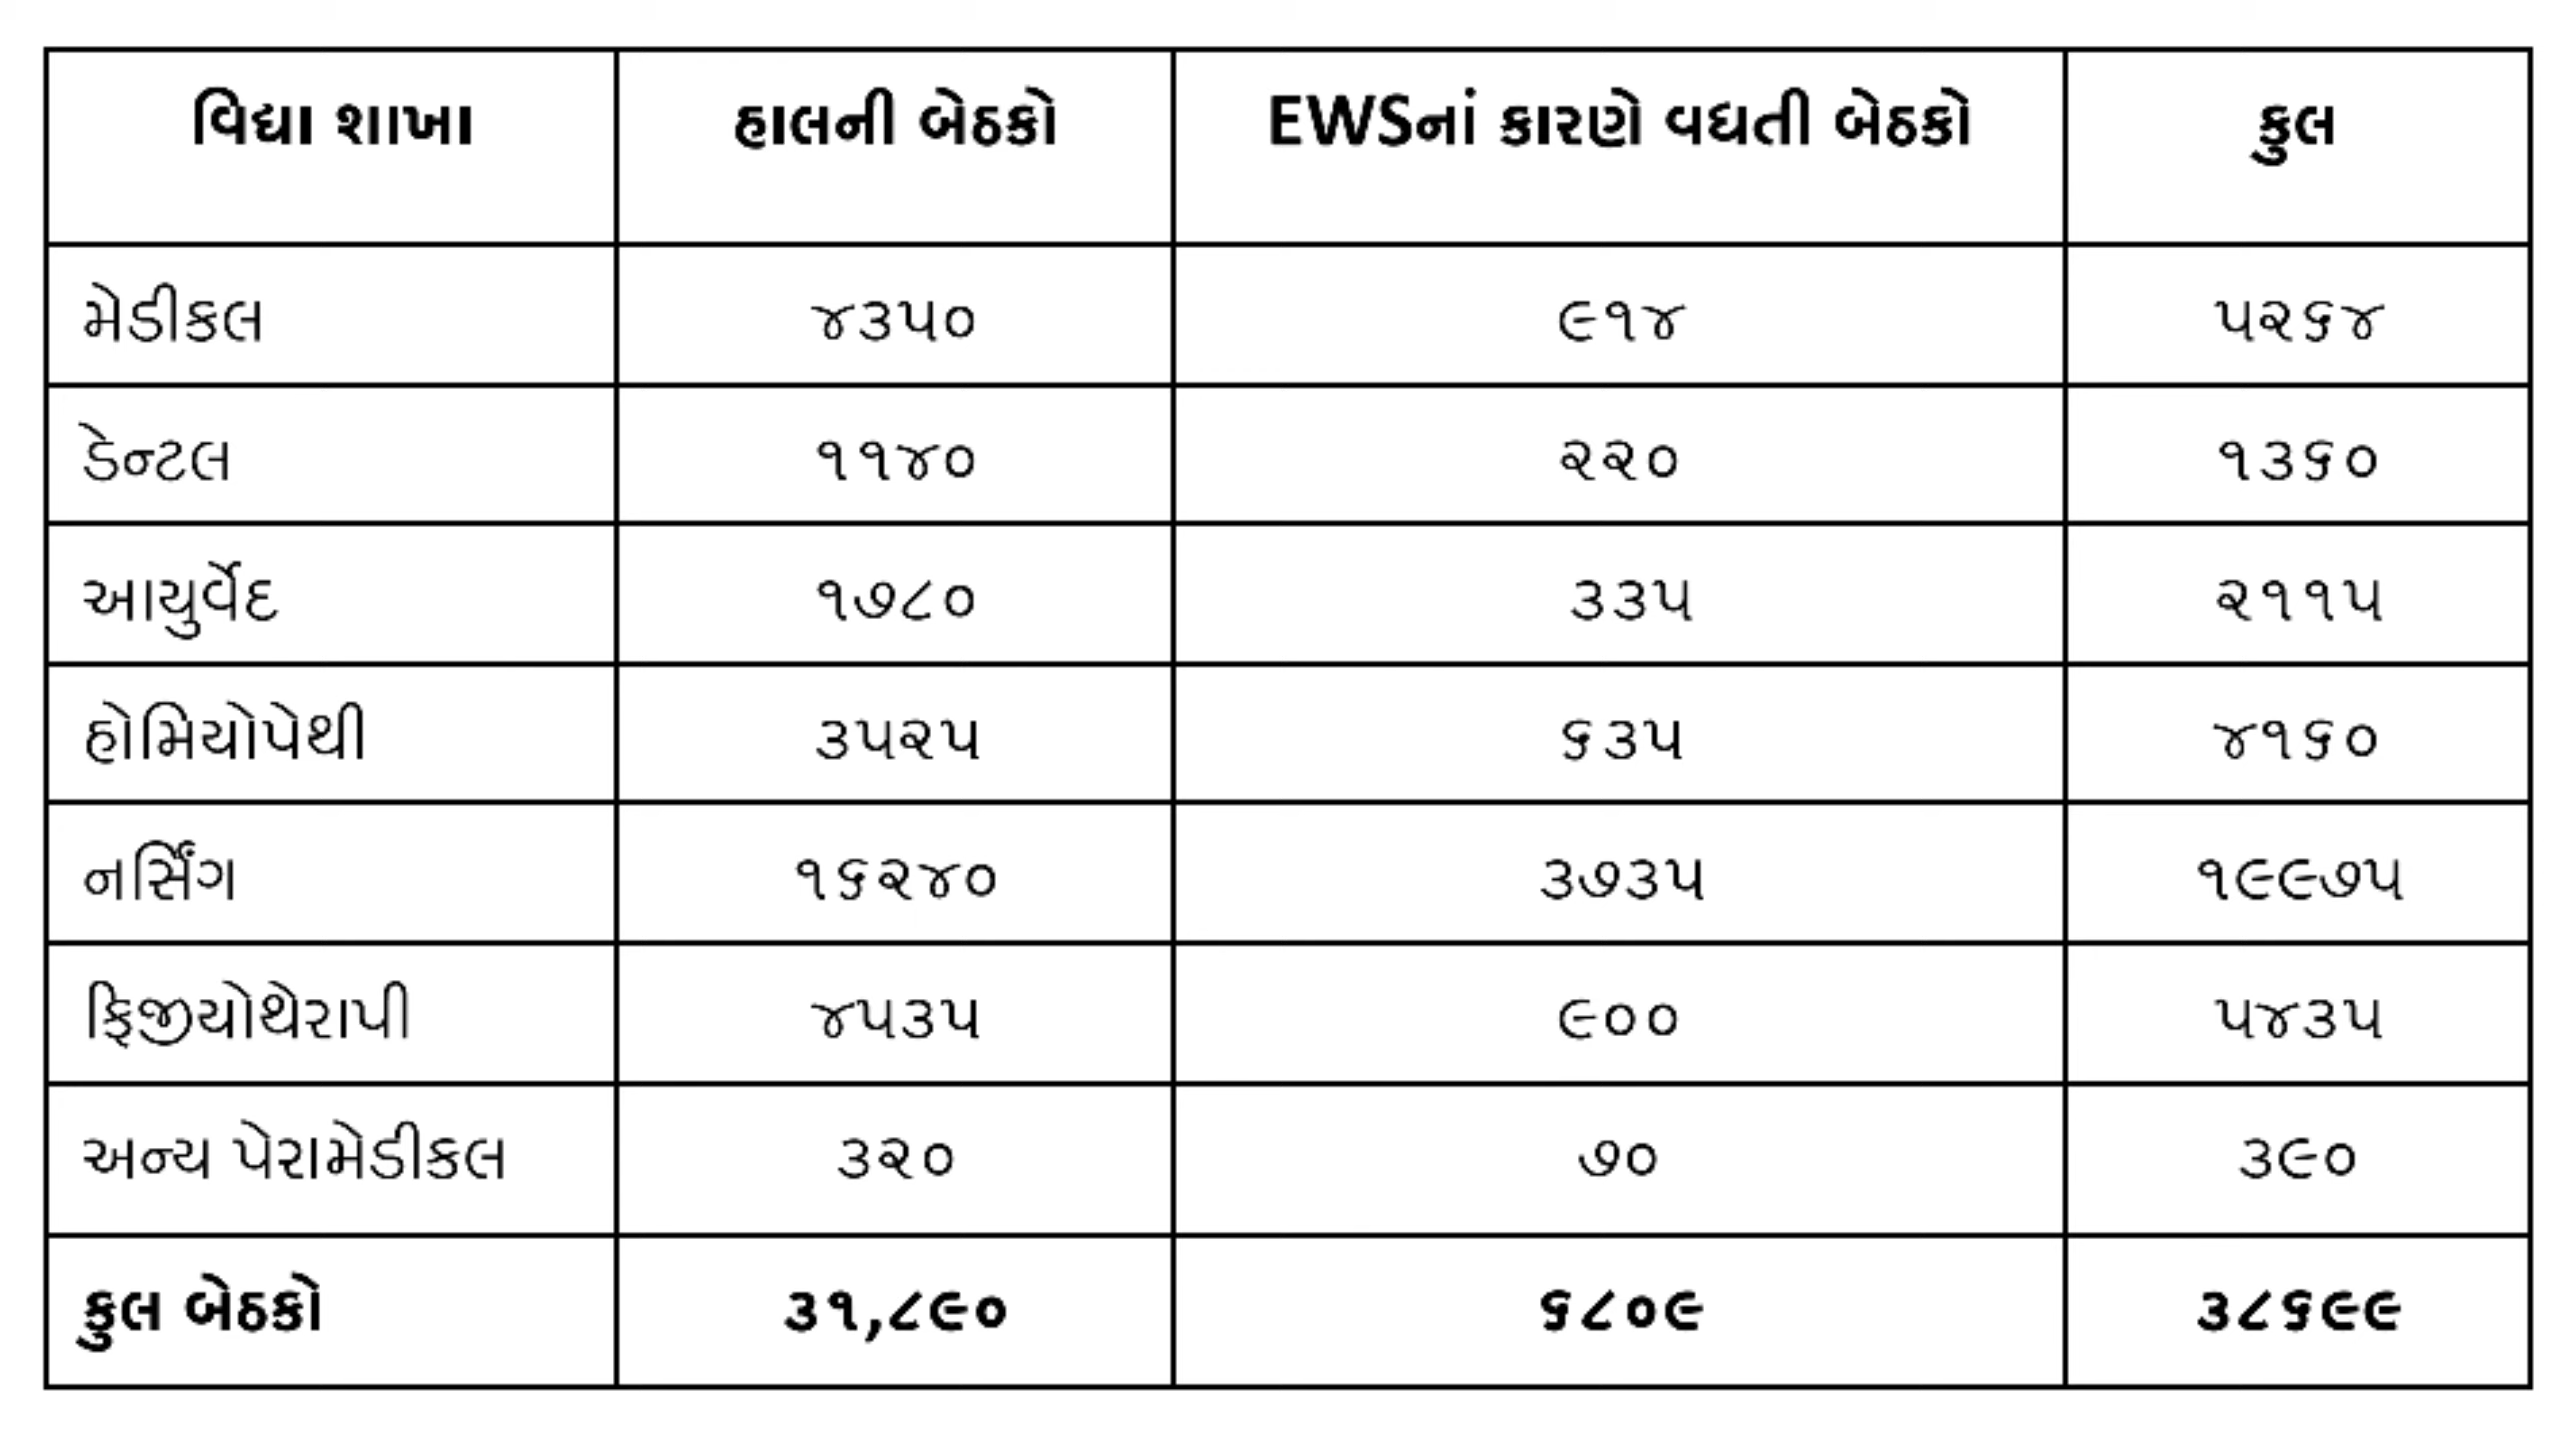 વિદ્યા શાખા હાલની બેઠકો EWSનાં કારણે વધતી બેઠકો કુલ
મેડીકલ ૪૩૫૦ ૯૧૪ ૫૨૬૪
ડેન્ટલ ૧૧૪૦ ૨૨૦ ૧૩૬૦
આયુર્વેદ ૧૭૮૦ ૩૩૫ ૨૧૧૫
હોમિયોપેથી ૩૫૨૫ ૬૩૫ ૪૧૬૦
નર્સિંગ ૧૬૨૪૦ ૩૭૩૫ ૧૯૯૭૫
ફિજીયોથેરાપી ૪૫૩૫ ૯૦૦ ૫૪૩૫
અન્ય પેરામેડીકલ ૩૨૦ ૭૦ ૩૯૦
કુલ બેઠકો ૩૧,૮૯૦ ૬૮૦૯ ૩૮૬૯૯